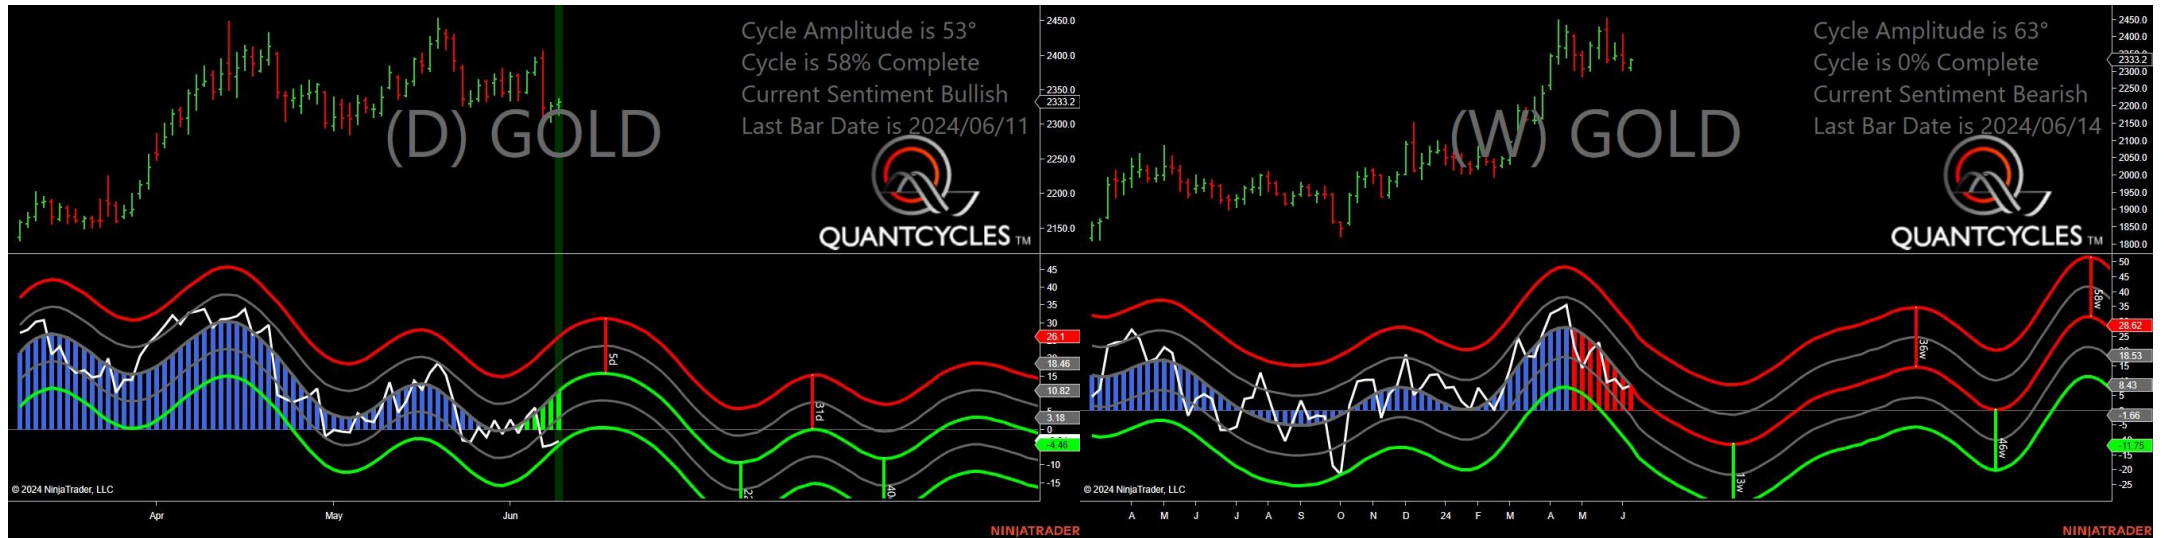 Cycle Amplitude is 53°
Cycle is 58% Complete
Current Sentiment Bullish
Last Bar Date is 2024/06/11
(D) GOLD
QUANTCYCLES TM
2450.0
2400.0
2350.0
2333.2
2300.0
2250.0
2200.0
2150.0
45
40
35
30
26.1
18.46
15
10.82
5
3.18
0
-4.46
-10
-15
5d
31d
22
40
© 2024 NinjaTrader, LLC
Apr May Jun
NINJATRADER
Cycle Amplitude is 63°
Cycle is 0% Complete
Current Sentiment Bearish
Last Bar Date is 2024/06/14
(W) GOLD
QUANTCYCLES TM
2450.0
2400.0
2333.2
2300.0
2250.0
2200.0
2150.0
2100.0
2050.0
2000.0
1950.0
1900.0
1850.0
1800.0
50
45
40
35
28.62
25
18.53
15
8.43
5
-1.66
-5
-11.75
-15
-20
-25
36w
58w
13w
46w
© 2024 NinjaTrader, LLC
A M J J A S O N D 24 F M A M J
NINJATRADER